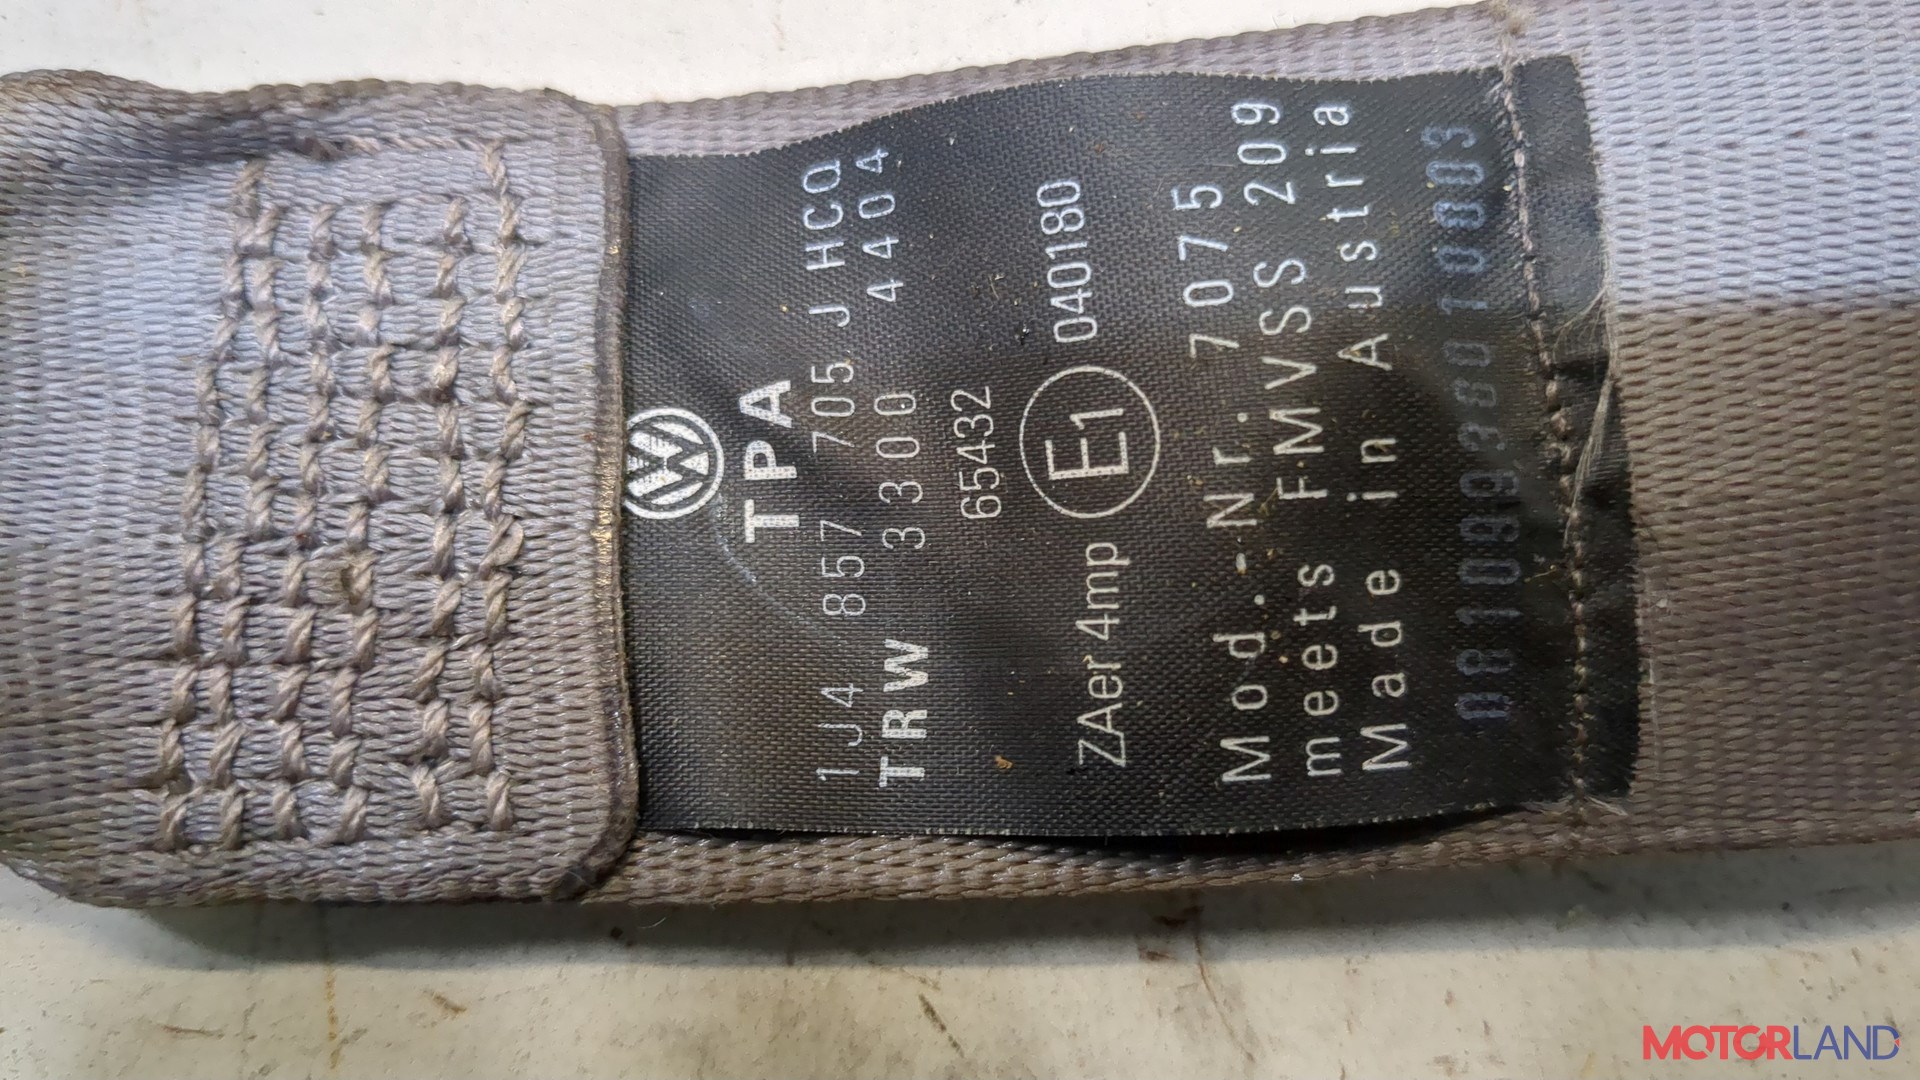 VW
TPA
1J4 857 705 J HCQ
TRW 3300 4404
65432
ZAer 4mp E1 040180
Mod.-Nr. 7075
meets FMVSS 209
Made in Austria
MOTORLAND